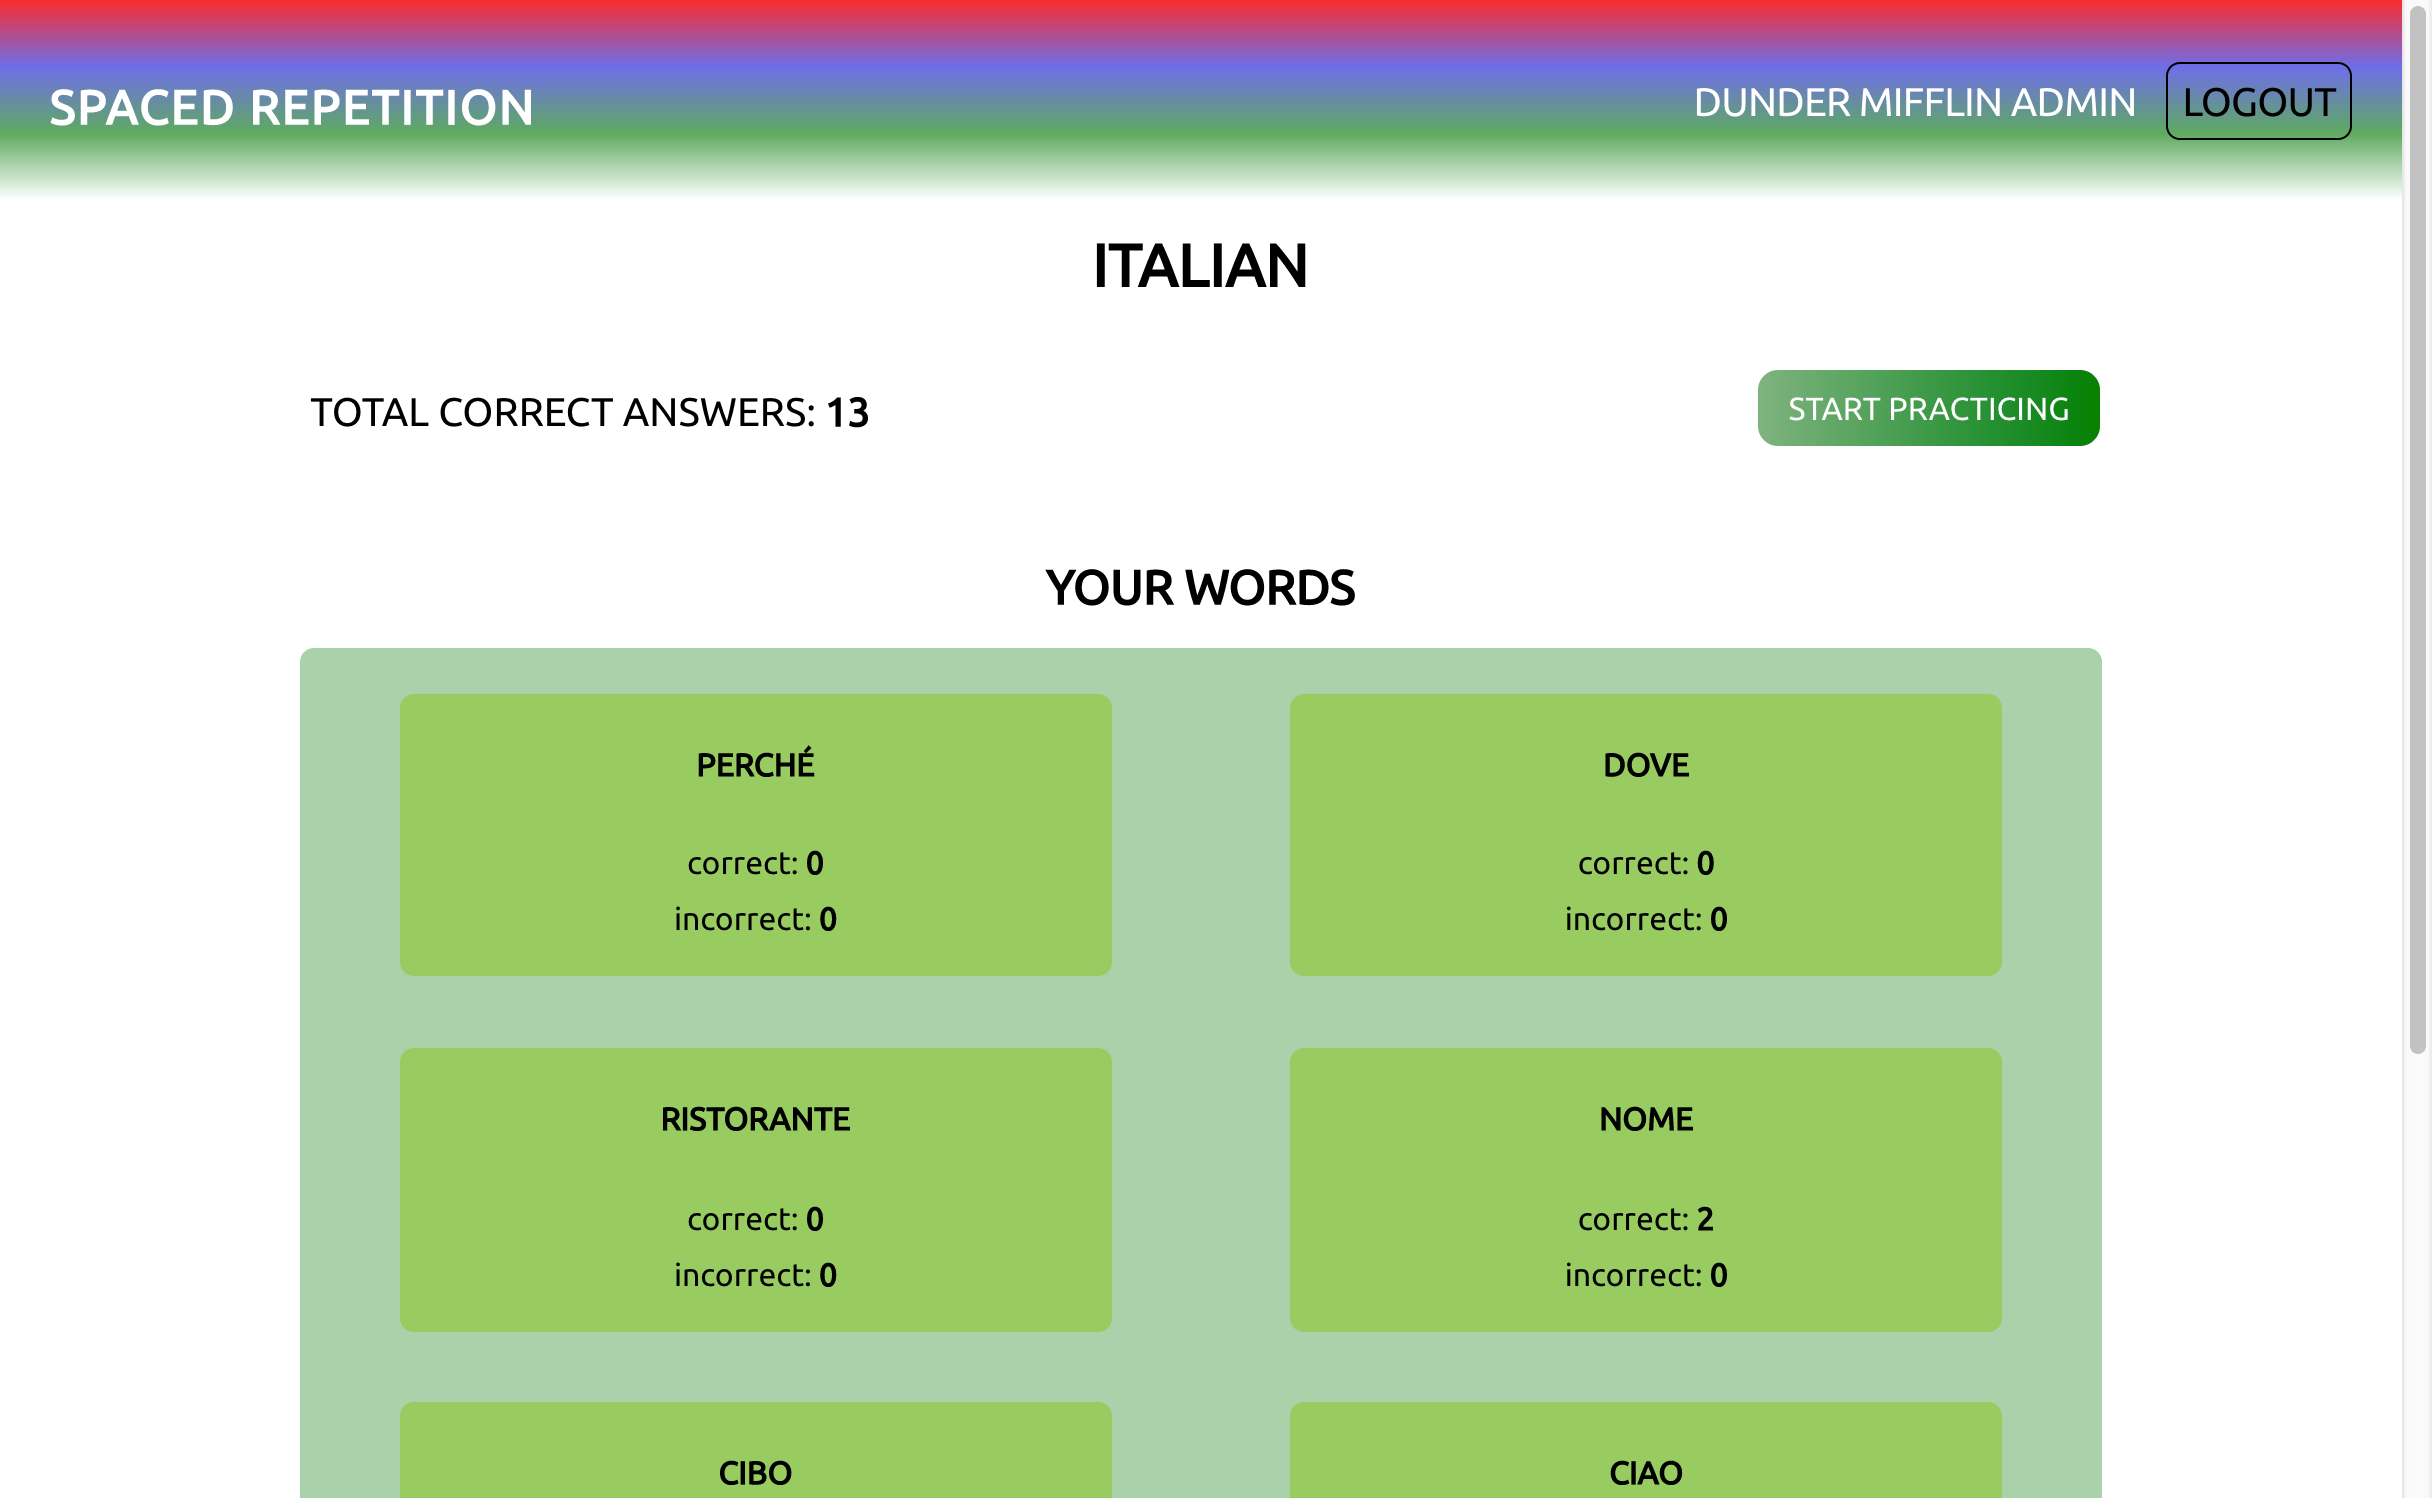 SPACED REPETITION
DUNDER MIFFLIN ADMIN
LOGOUT
ITALIAN
TOTAL CORRECT ANSWERS: 13
START PRACTICING
YOUR WORDS
PERCHÉ
correct: 0
incorrect: 0
DOVE
correct: 0
incorrect: 0
RISTORANTE
correct: 0
incorrect: 0
NOME
correct: 2
incorrect: 0
CIBO
CIAO